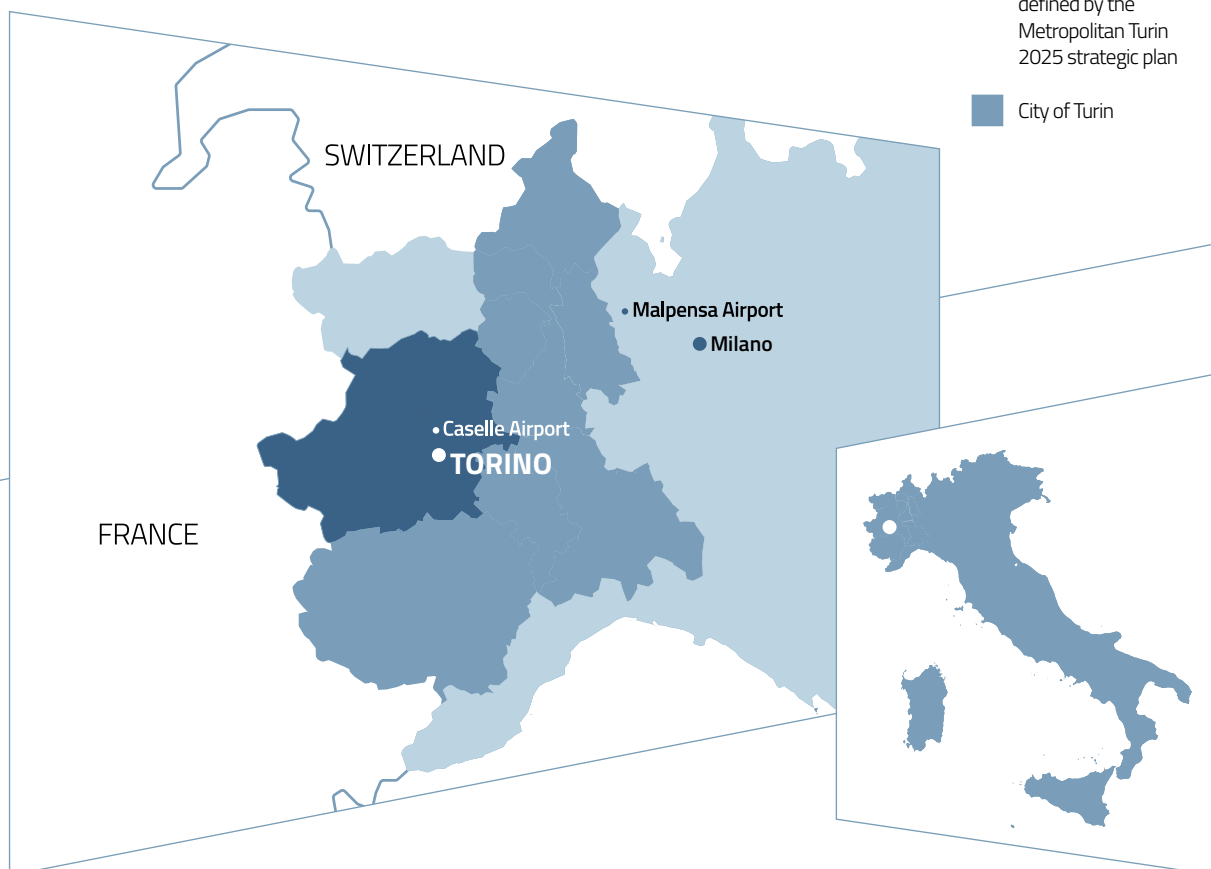 defined by the
Metropolitan Turin
2025 strategic plan
City of Turin
SWITZERLAND
Malpensa Airport
Milano
Caselle Airport
TORINO
FRANCE